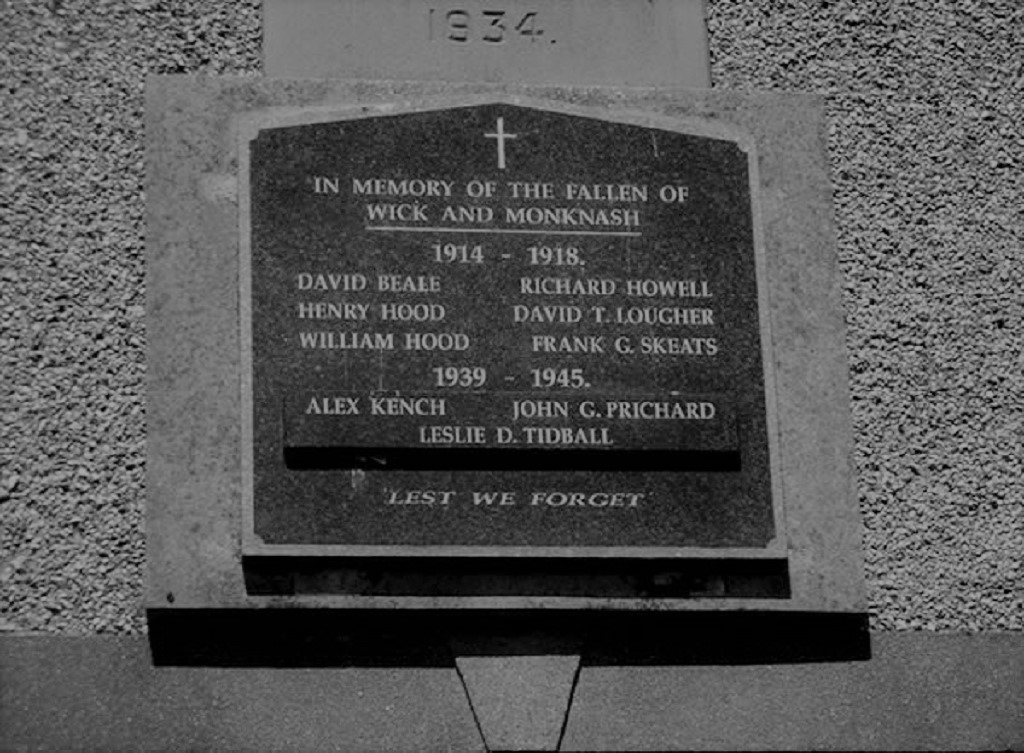 1934.
IN MEMORY OF THE FALLEN OF
WICK AND MONKNASH
1914 - 1918.
DAVID BEALE RICHARD HOWELL
HENRY HOOD DAVID T. LOUGHER
WILLIAM HOOD FRANK G. SKEATS
1939 - 1945.
ALEX KENCH JOHN G. PRICHARD
LESLIE D. TIDBALL
'LEST WE FORGET'